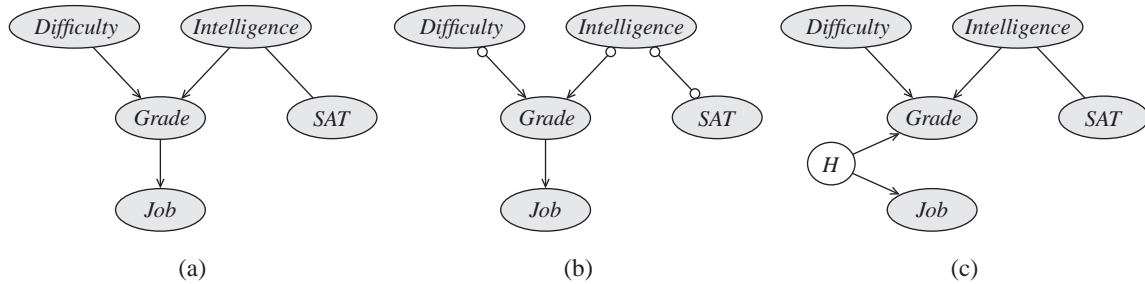 Difficulty Intelligence
Grade SAT
Job
(a)
Difficulty Intelligence
Grade SAT
Job
(b)
Difficulty Intelligence
Grade SAT
H
Job
(c)